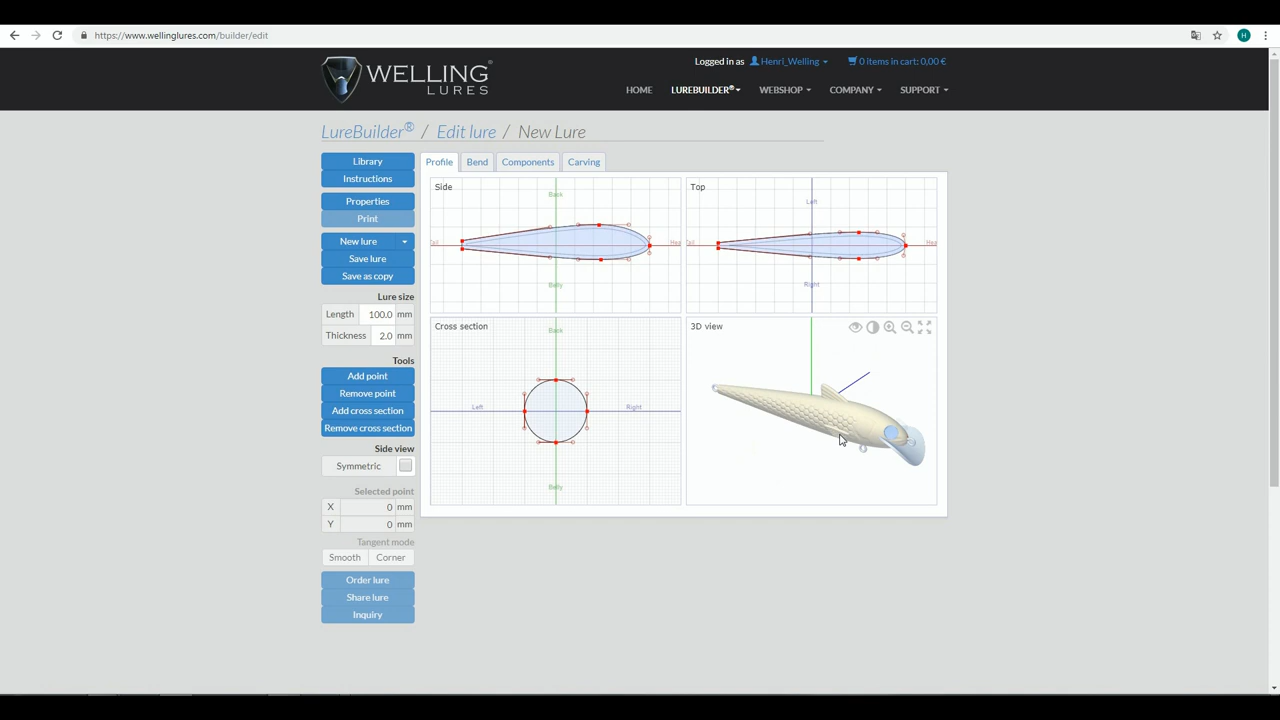 https://www.wellinglures.com/builder/edit
H
WELLING®
LURES
Logged in as Henri_Welling 0 items in cart: 0,00 €
HOME LUREBUILDER® WEBSHOP COMPANY SUPPORT
LureBuilder® / Edit lure / New Lure
Library
Instructions
Properties
Print
New lure
Save lure
Save as copy
Lure size
Length 100.0 mm
Thickness 2.0 mm
Tools
Add point
Remove point
Add cross section
Remove cross section
Side view
Symmetric
Selected point
X 0 mm
Y 0 mm
Tangent mode
Smooth Corner
Order lure
Share lure
Inquiry
Profile Bend Components Carving
Side
Back
Belly
Top
Left
Right
Cross section
Back
Left Right
Belly
3D view